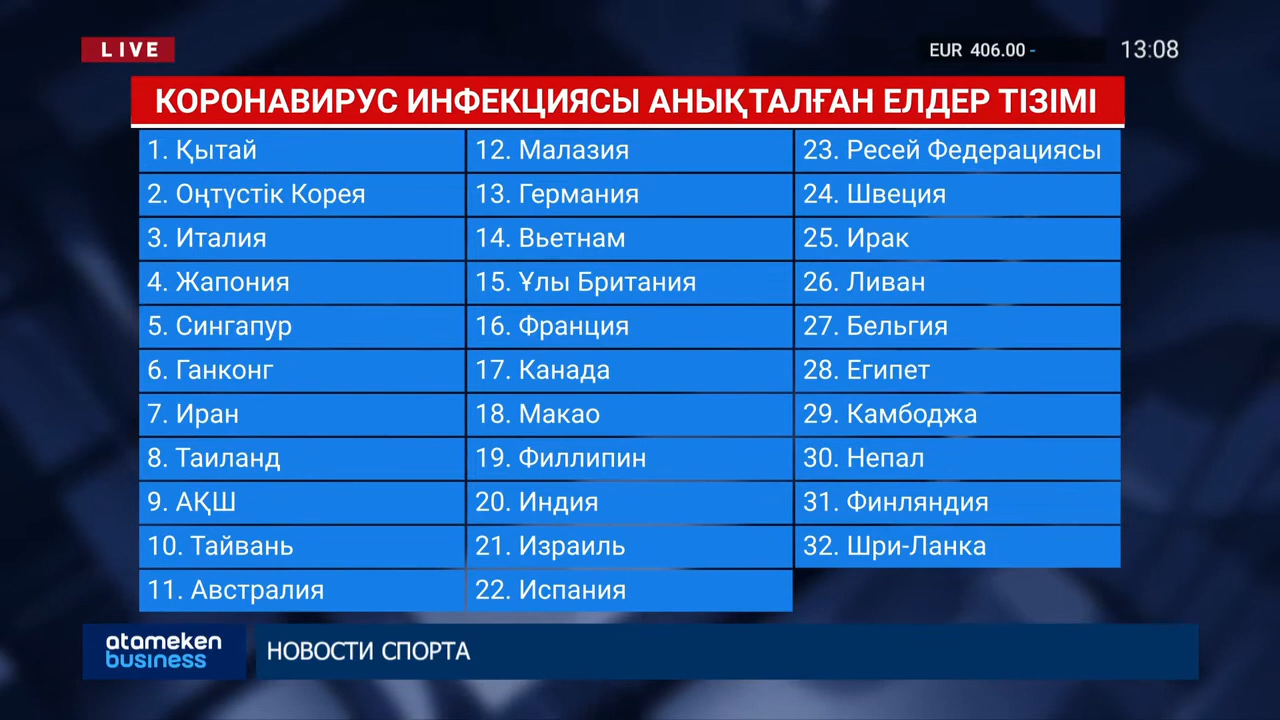 LIVE
EUR 406.00 -
13:08
КОРОНАВИРУС ИНФЕКЦИЯСЫ АНЫҚТАЛҒАН ЕЛДЕР ТІЗІМІ
1. Қытай
2. Оңтүстік Корея
3. Италия
4. Жапония
5. Сингапур
6. Ганконг
7. Иран
8. Таиланд
9. АҚШ
10. Тайвань
11. Австралия
12. Малазия
13. Германия
14. Вьетнам
15. Ұлы Британия
16. Франция
17. Канада
18. Макао
19. Филлипин
20. Индия
21. Израиль
22. Испания
23. Ресей Федерациясы
24. Швеция
25. Ирак
26. Ливан
27. Бельгия
28. Египет
29. Камбоджа
30. Непал
31. Финляндия
32. Шри-Ланка
atameken
business
НОВОСТИ СПОРТА